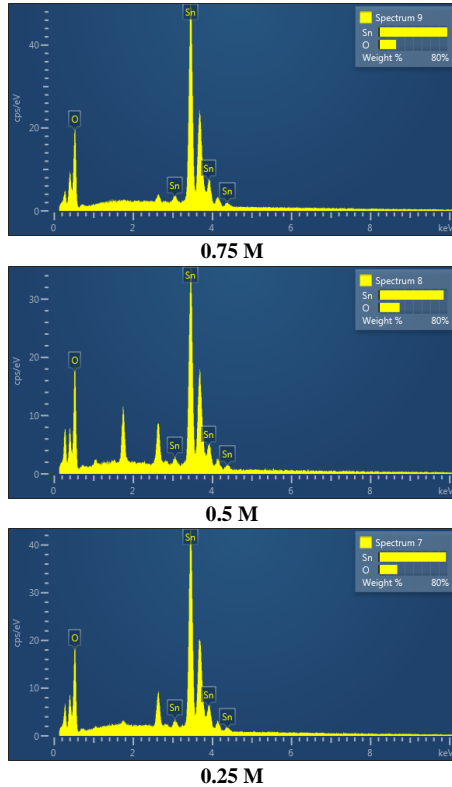 Sn
Spectrum 9
Sn
O
Weight % 80%
40
cps/eV
20
O
Sn
Sn
Sn
0
0 2 4 6 8 keV
0.75 M
Sn
Spectrum 8
Sn
O
Weight % 80%
30
cps/eV
20
O
10
Sn
Sn
Sn
0
0 2 4 6 8 keV
0.5 M
Sn
Spectrum 7
Sn
O
Weight % 80%
40
30
cps/eV
20
O
10
Sn
Sn
Sn
0
0 2 4 6 8 keV
0.25 M